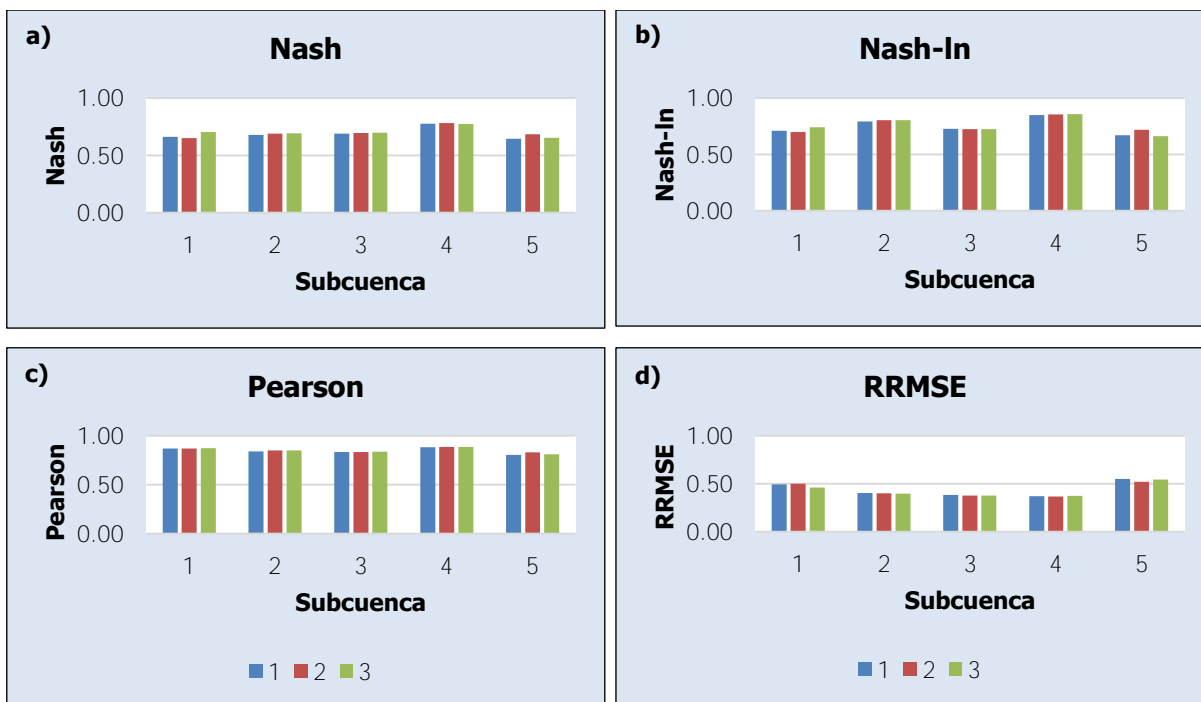 a)
Nash
Nash
1.00
0.50
0.00
1 2 3 4 5
Subcuenca
b)
Nash-ln
Nash-ln
1.00
0.50
0.00
1 2 3 4 5
Subcuenca
c)
Pearson
Pearson
1.00
0.50
0.00
1 2 3 4 5
Subcuenca
1 2 3
d)
RRMSE
RRMSE
1.00
0.50
0.00
1 2 3 4 5
Subcuenca
1 2 3